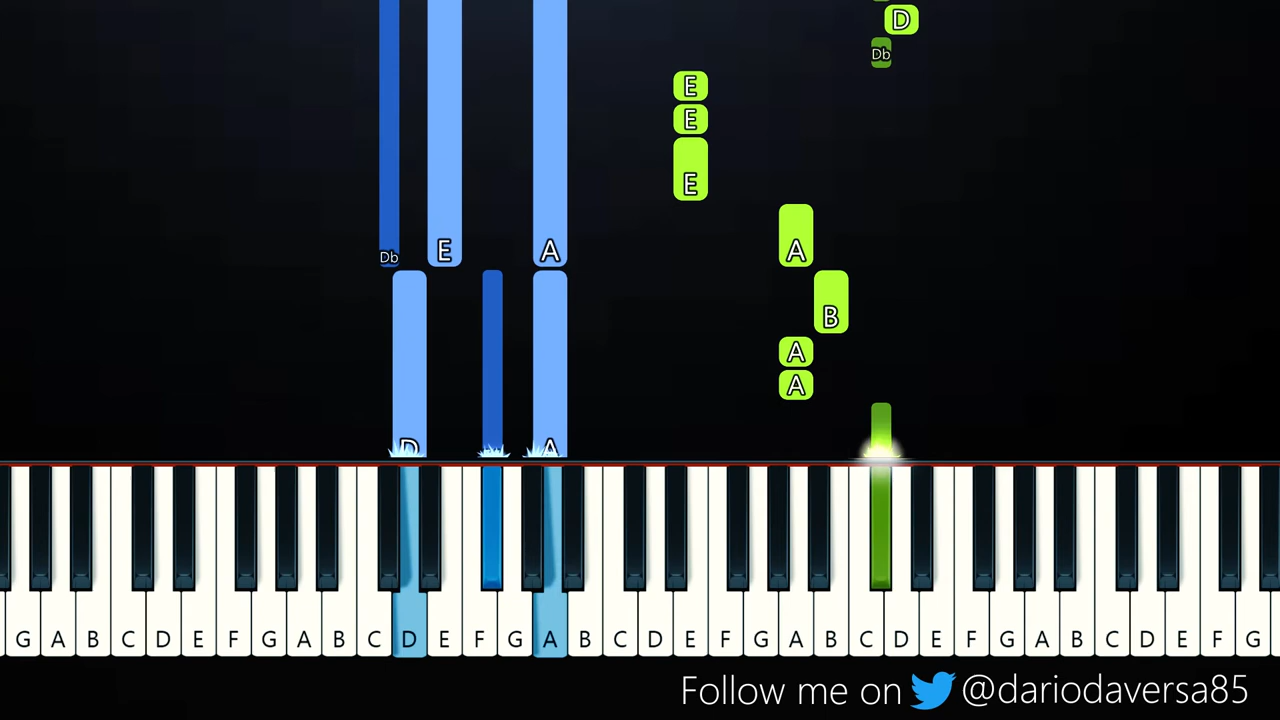 D
Db
E
E
E
Db E A A
B
A
A
D A
G A B C D E F G A B C D E F G A B C D E F G A B C D E F G A B C D E F G
Follow me on @dariodaversa85